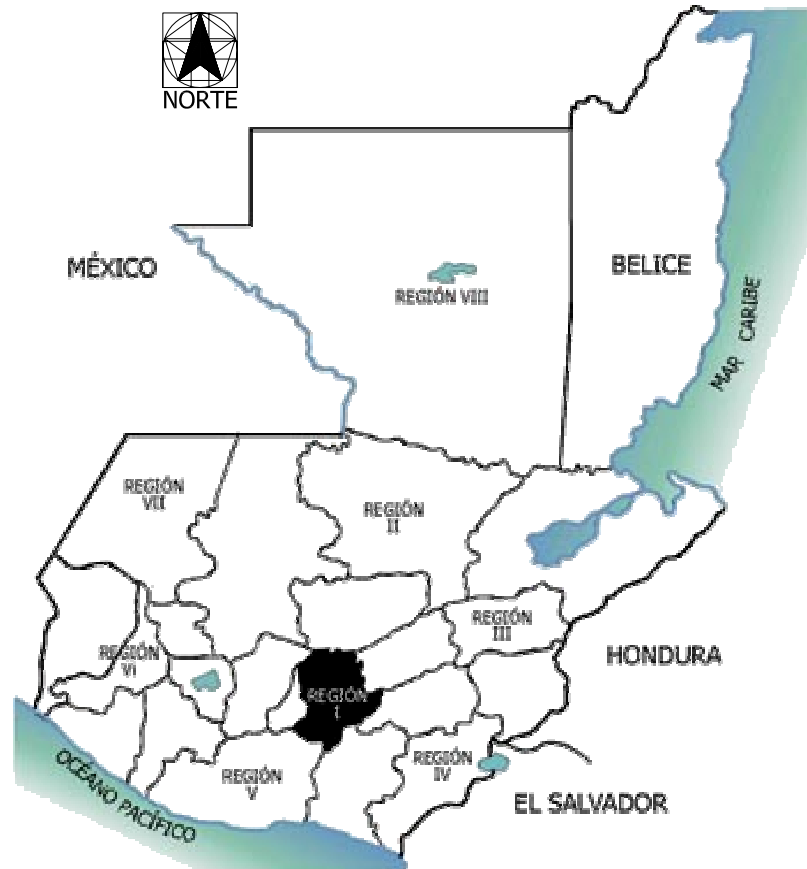 NORTE
MÉXICO
BELICE
REGIÓN VIII
MAR CARIBE
REGIÓN
VII
REGIÓN
II
REGIÓN
III
REGIÓN
VI
HONDURA
REGIÓN
I
REGIÓN
IV
REGIÓN
V
OCÉANO PACÍFICO
EL SALVADOR